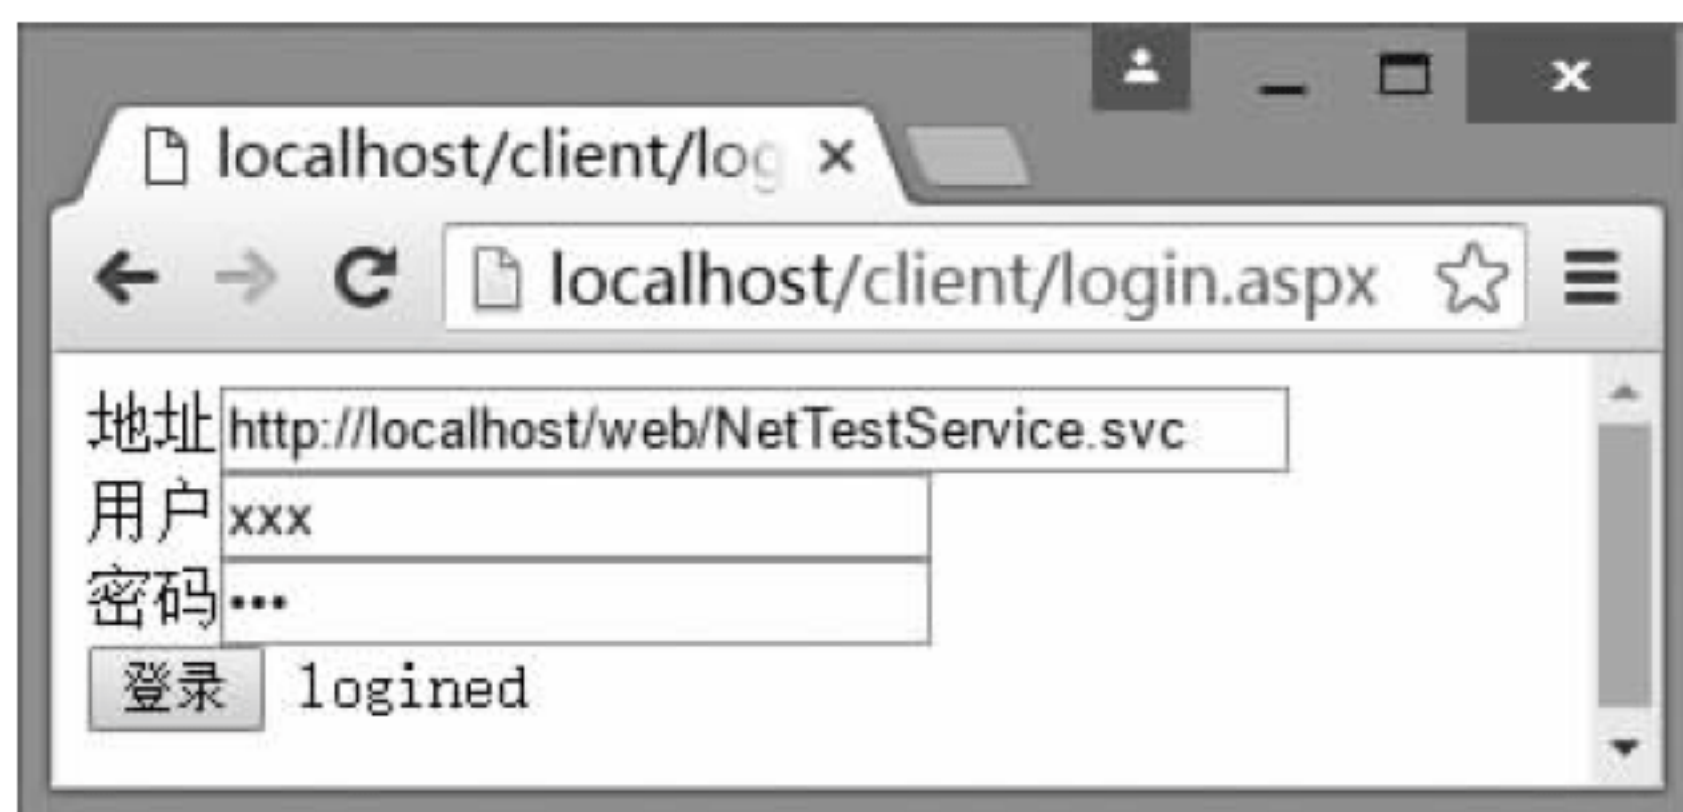 localhost/client/log
localhost/client/login.aspx
地址 http://localhost/web/NetTestService.svc
用户 xxx
密码 •••
登录 logined